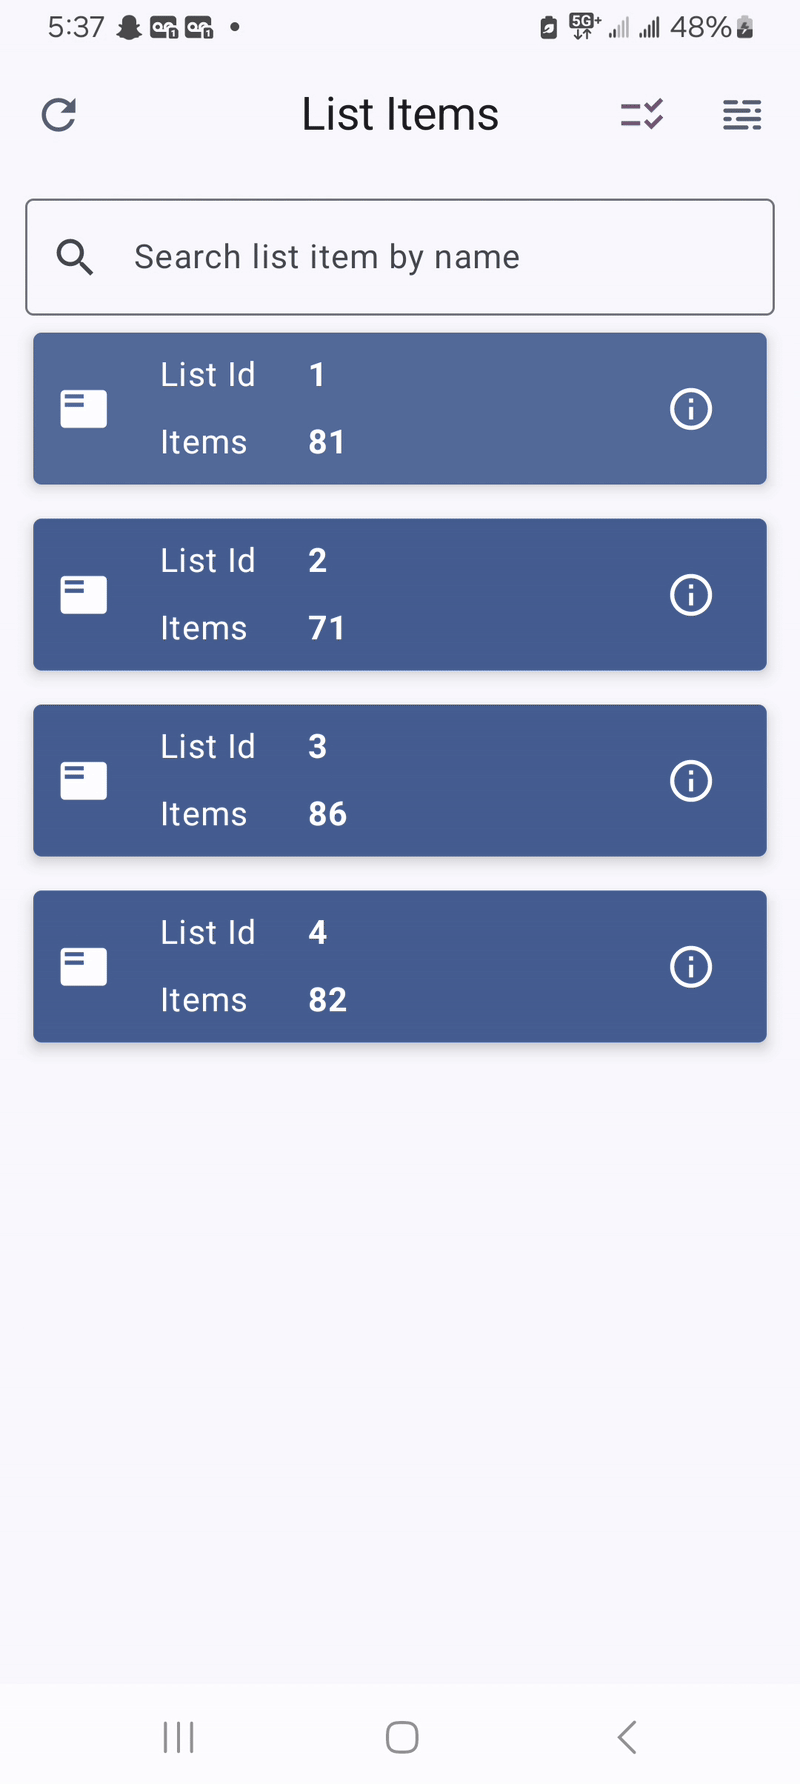 5:37 5G+ 48%
List Items
Search list item by name
List Id 1
Items 81
List Id 2
Items 71
List Id 3
Items 86
List Id 4
Items 82